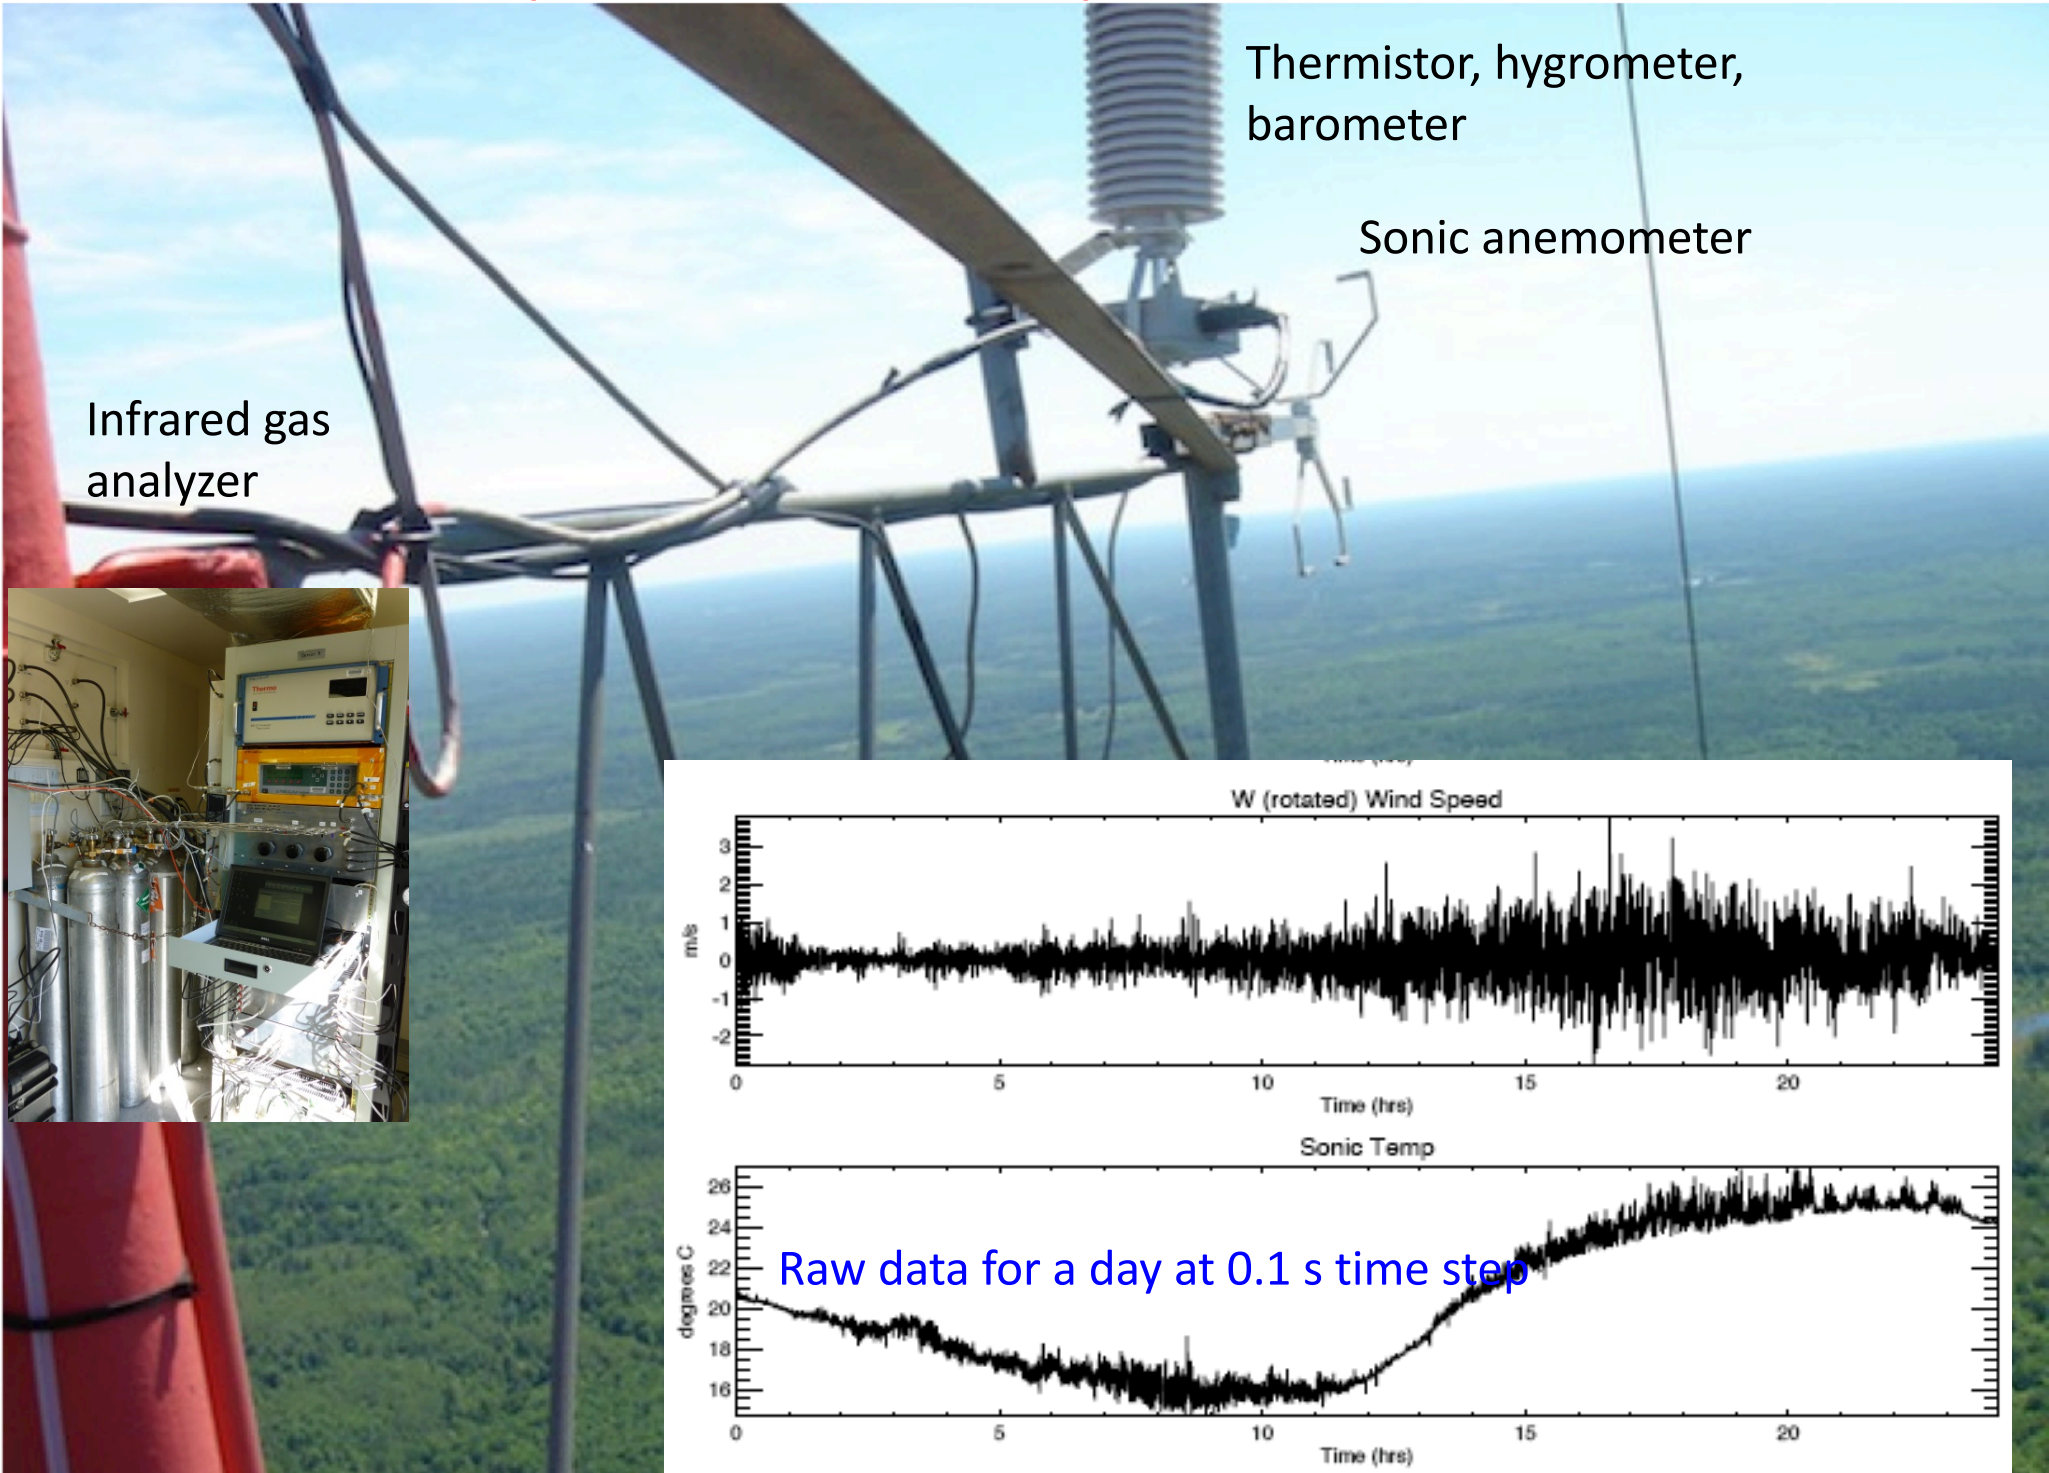 Thermistor, hygrometer,
barometer
Sonic anemometer
Infrared gas
analyzer
Thermo
W (rotated) Wind Speed
3
2
1
0
-1
-2
m/s
0 5 10 15 20
Time (hrs)
Sonic Temp
26
24
22
20
18
16
degrees C
Raw data for a day at 0.1 s time step
0 5 10 15 20
Time (hrs)